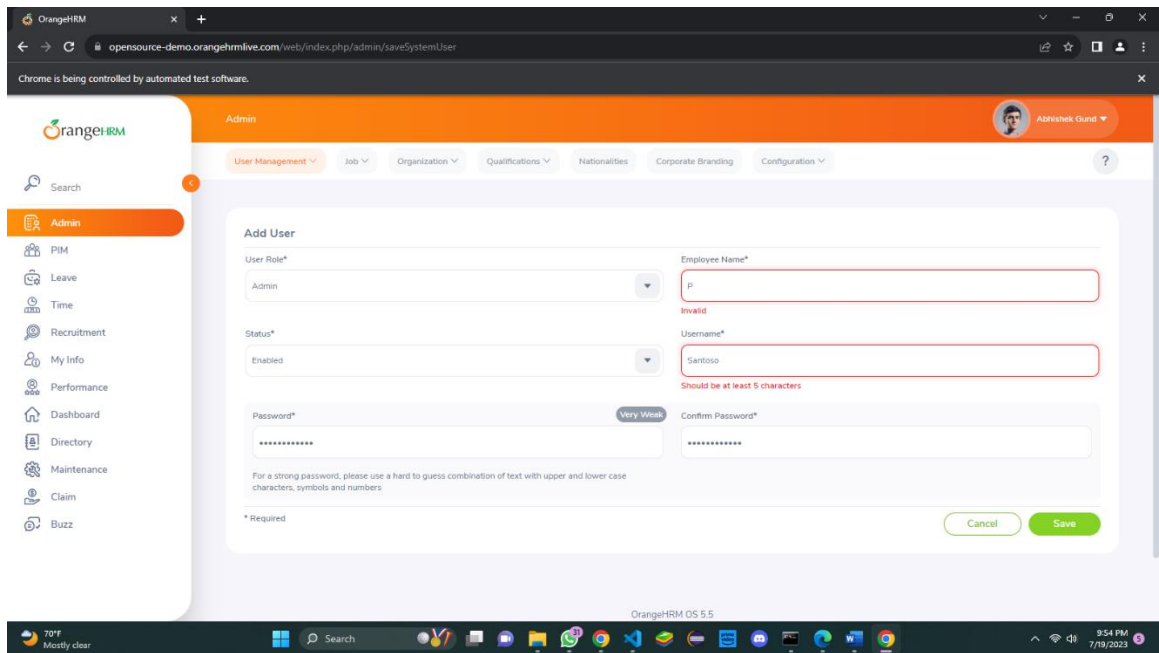 OrangeHRM
opensource-demo.orangehrmlive.com/web/index.php/admin/saveSystemUser
Chrome is being controlled by automated test software.
OrangeHRM
Search
Admin
PIM
Leave
Time
Recruitment
My Info
Performance
Dashboard
Directory
Maintenance
Claim
Buzz
Admin
Abhishek Gund
User Management Job Organization Qualifications Nationalities Corporate Branding Configuration ?
Add User
User Role* Employee Name*
Admin P
Invalid
Status* Username*
Enabled Santoso
Should be at least 5 characters
Password* Very Weak Confirm Password*
•••••••••••• ••••••••••••
For a strong password, please use a hard to guess combination of text with upper and lower case
characters, symbols and numbers
* Required Cancel Save
OrangeHRM OS 5.5
70°F
Mostly clear
Search
31
9:54 PM
7/19/2023
5